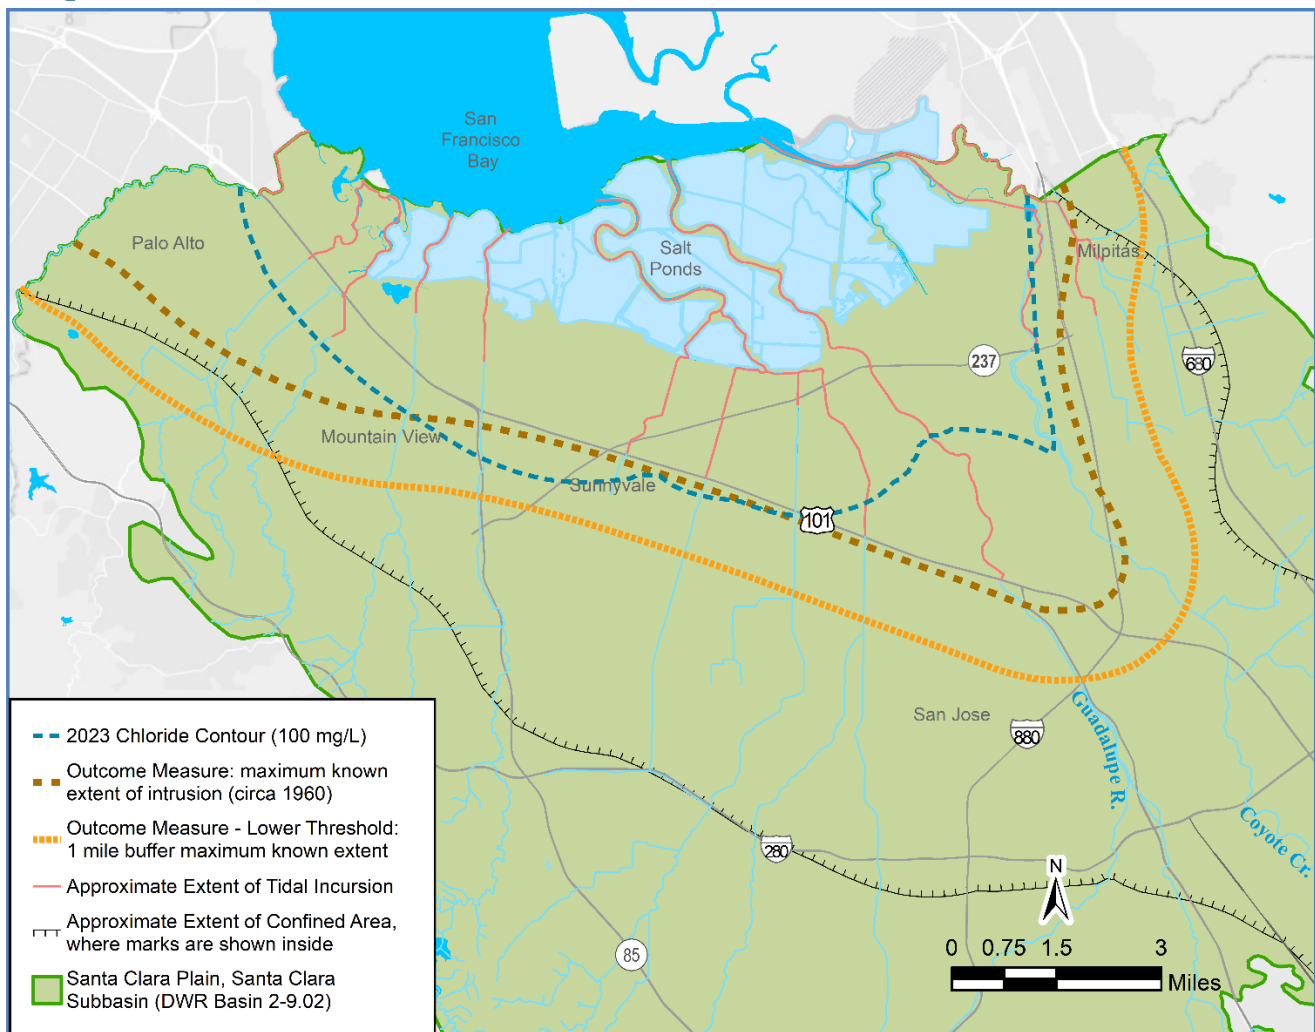 San
Francisco
Bay
Palo Alto
Salt
Ponds
Milpitas
237
680
Mountain View
Sunnyvale
101
San Jose
880
Guadalupe R.
Coyote Cr.
280
85
N
0 0.75 1.5 3
Miles
2023 Chloride Contour (100 mg/L)
Outcome Measure: maximum known
extent of intrusion (circa 1960)
Outcome Measure - Lower Threshold:
1 mile buffer maximum known extent
Approximate Extent of Tidal Incursion
Approximate Extent of Confined Area,
where marks are shown inside
Santa Clara Plain, Santa Clara
Subbasin (DWR Basin 2-9.02)